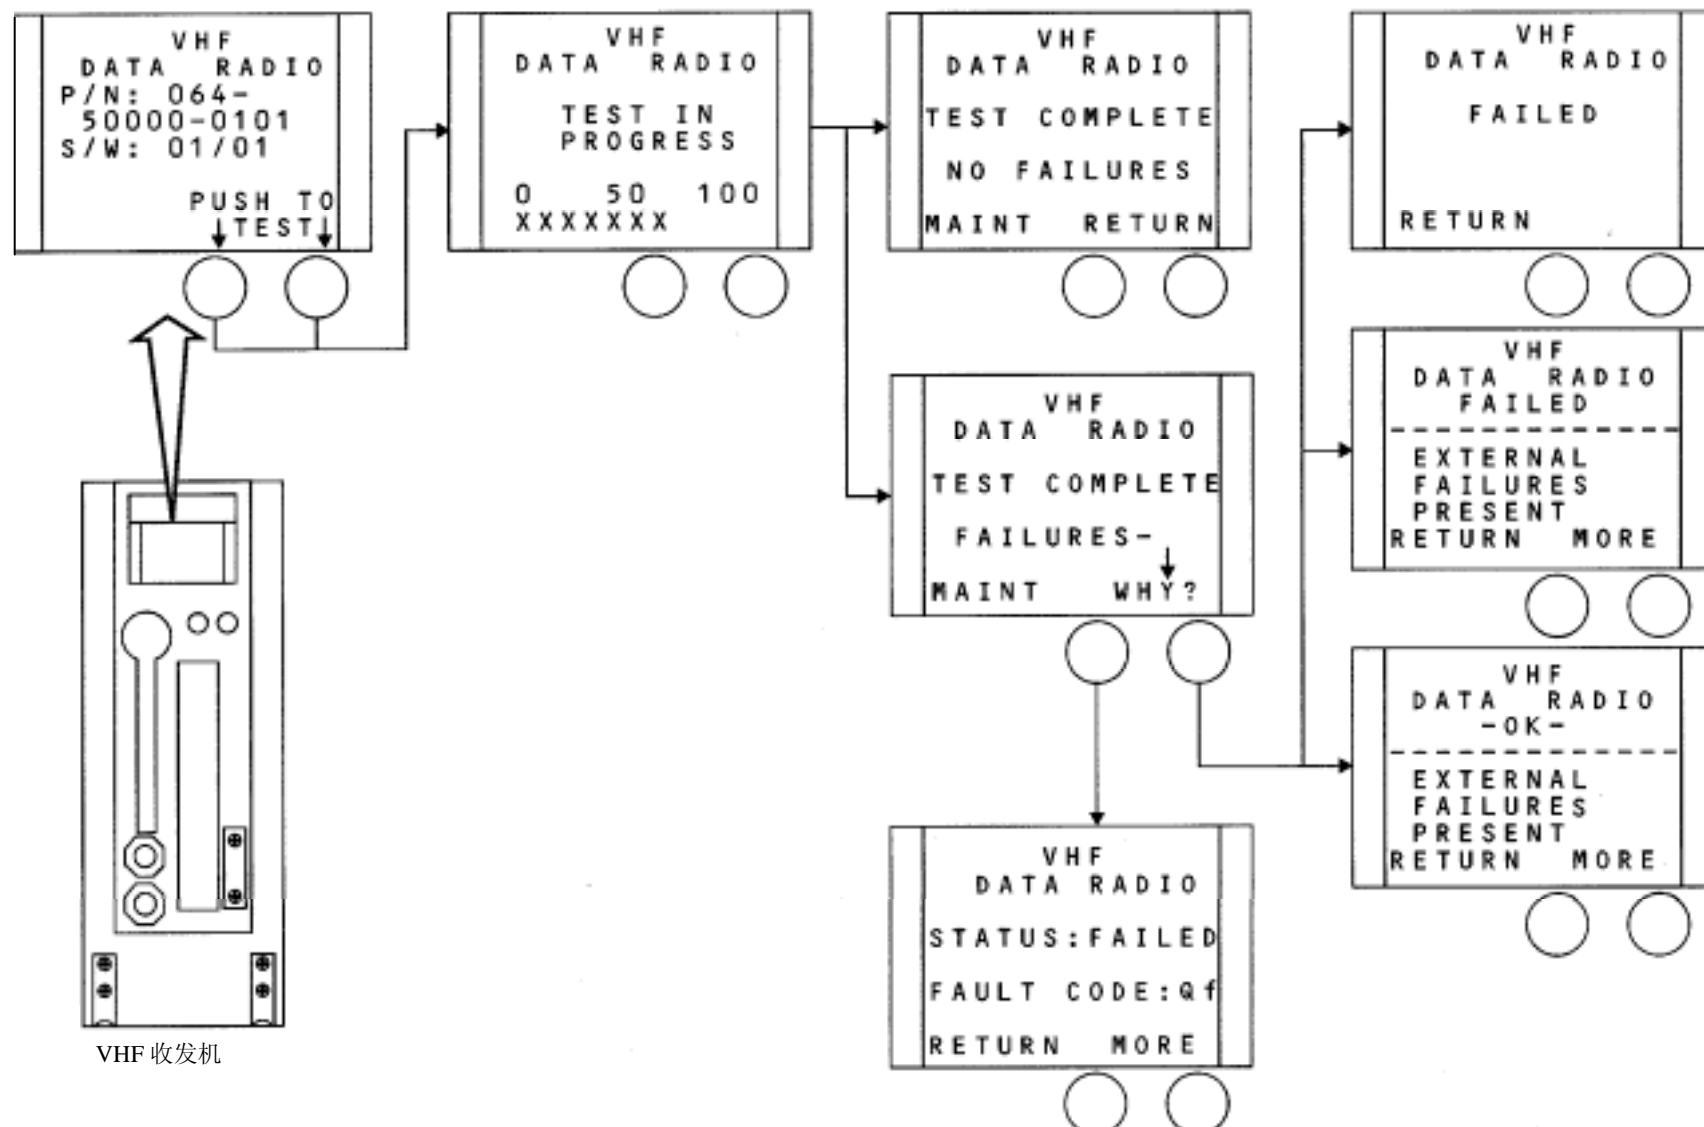 VHF
DATA RADIO
P/N: 064-
50000-0101
S/W: 01/01
PUSH TO
TEST
VHF
DATA RADIO
TEST IN
PROGRESS
0 50 100
XXXXXXX
VHF
DATA RADIO
TEST COMPLETE
NO FAILURES
MAINT RETURN
VHF
DATA RADIO
FAILED
RETURN
VHF
DATA RADIO
TEST COMPLETE
FAILURES-
MAINT WHY?
VHF
DATA RADIO
FAILED
EXTERNAL
FAILURES
PRESENT
RETURN MORE
VHF
DATA RADIO
-OK-
EXTERNAL
FAILURES
PRESENT
RETURN MORE
VHF
DATA RADIO
STATUS:FAILED
FAULT CODE:Qf
RETURN MORE
VHF 收发机